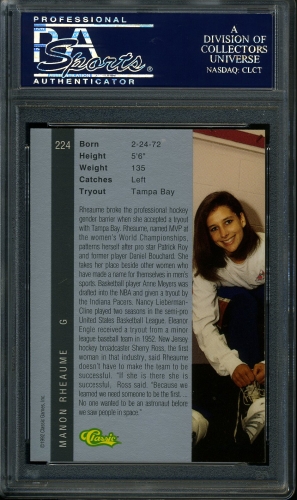 PROFESSIONAL
PSA
Sports
AUTHENTICATOR
A
DIVISION OF
COLLECTORS
UNIVERSE
NASDAQ: CLCT
224
MANON RHEAUME G
©1992 Classic Games, Inc.
Born 2-24-72
Height 5'6"
Weight 135
Catches Left
Tryout Tampa Bay
Rheaume broke the professional hockey
gender barrier when she accepted a tryout
with Tampa Bay. Rheaume, named MVP at
the women's World Championships,
patterns herself after pro star Patrick Roy
and former player Daniel Bouchard. She
takes her place beside other women who
have made a name for themselves in men's
sports. Basketball player Anne Meyers was
drafted into the NBA and given a tryout by
the Indiana Pacers. Nancy Lieberman-
Cline played two seasons in the semi-pro
United States Basketball League. Eleanor
Engle received a tryout from a minor
league baseball team in 1952. New Jersey
hockey broadcaster Sherry Ross, the first
woman in that industry, said Rheaume
doesn't have to make the team to be
successful. "If she is there she is
successful," Ross said. "Because we
learned we need someone to be the first. ...
No one wanted to be an astronaut before
we saw people in space."
Classic